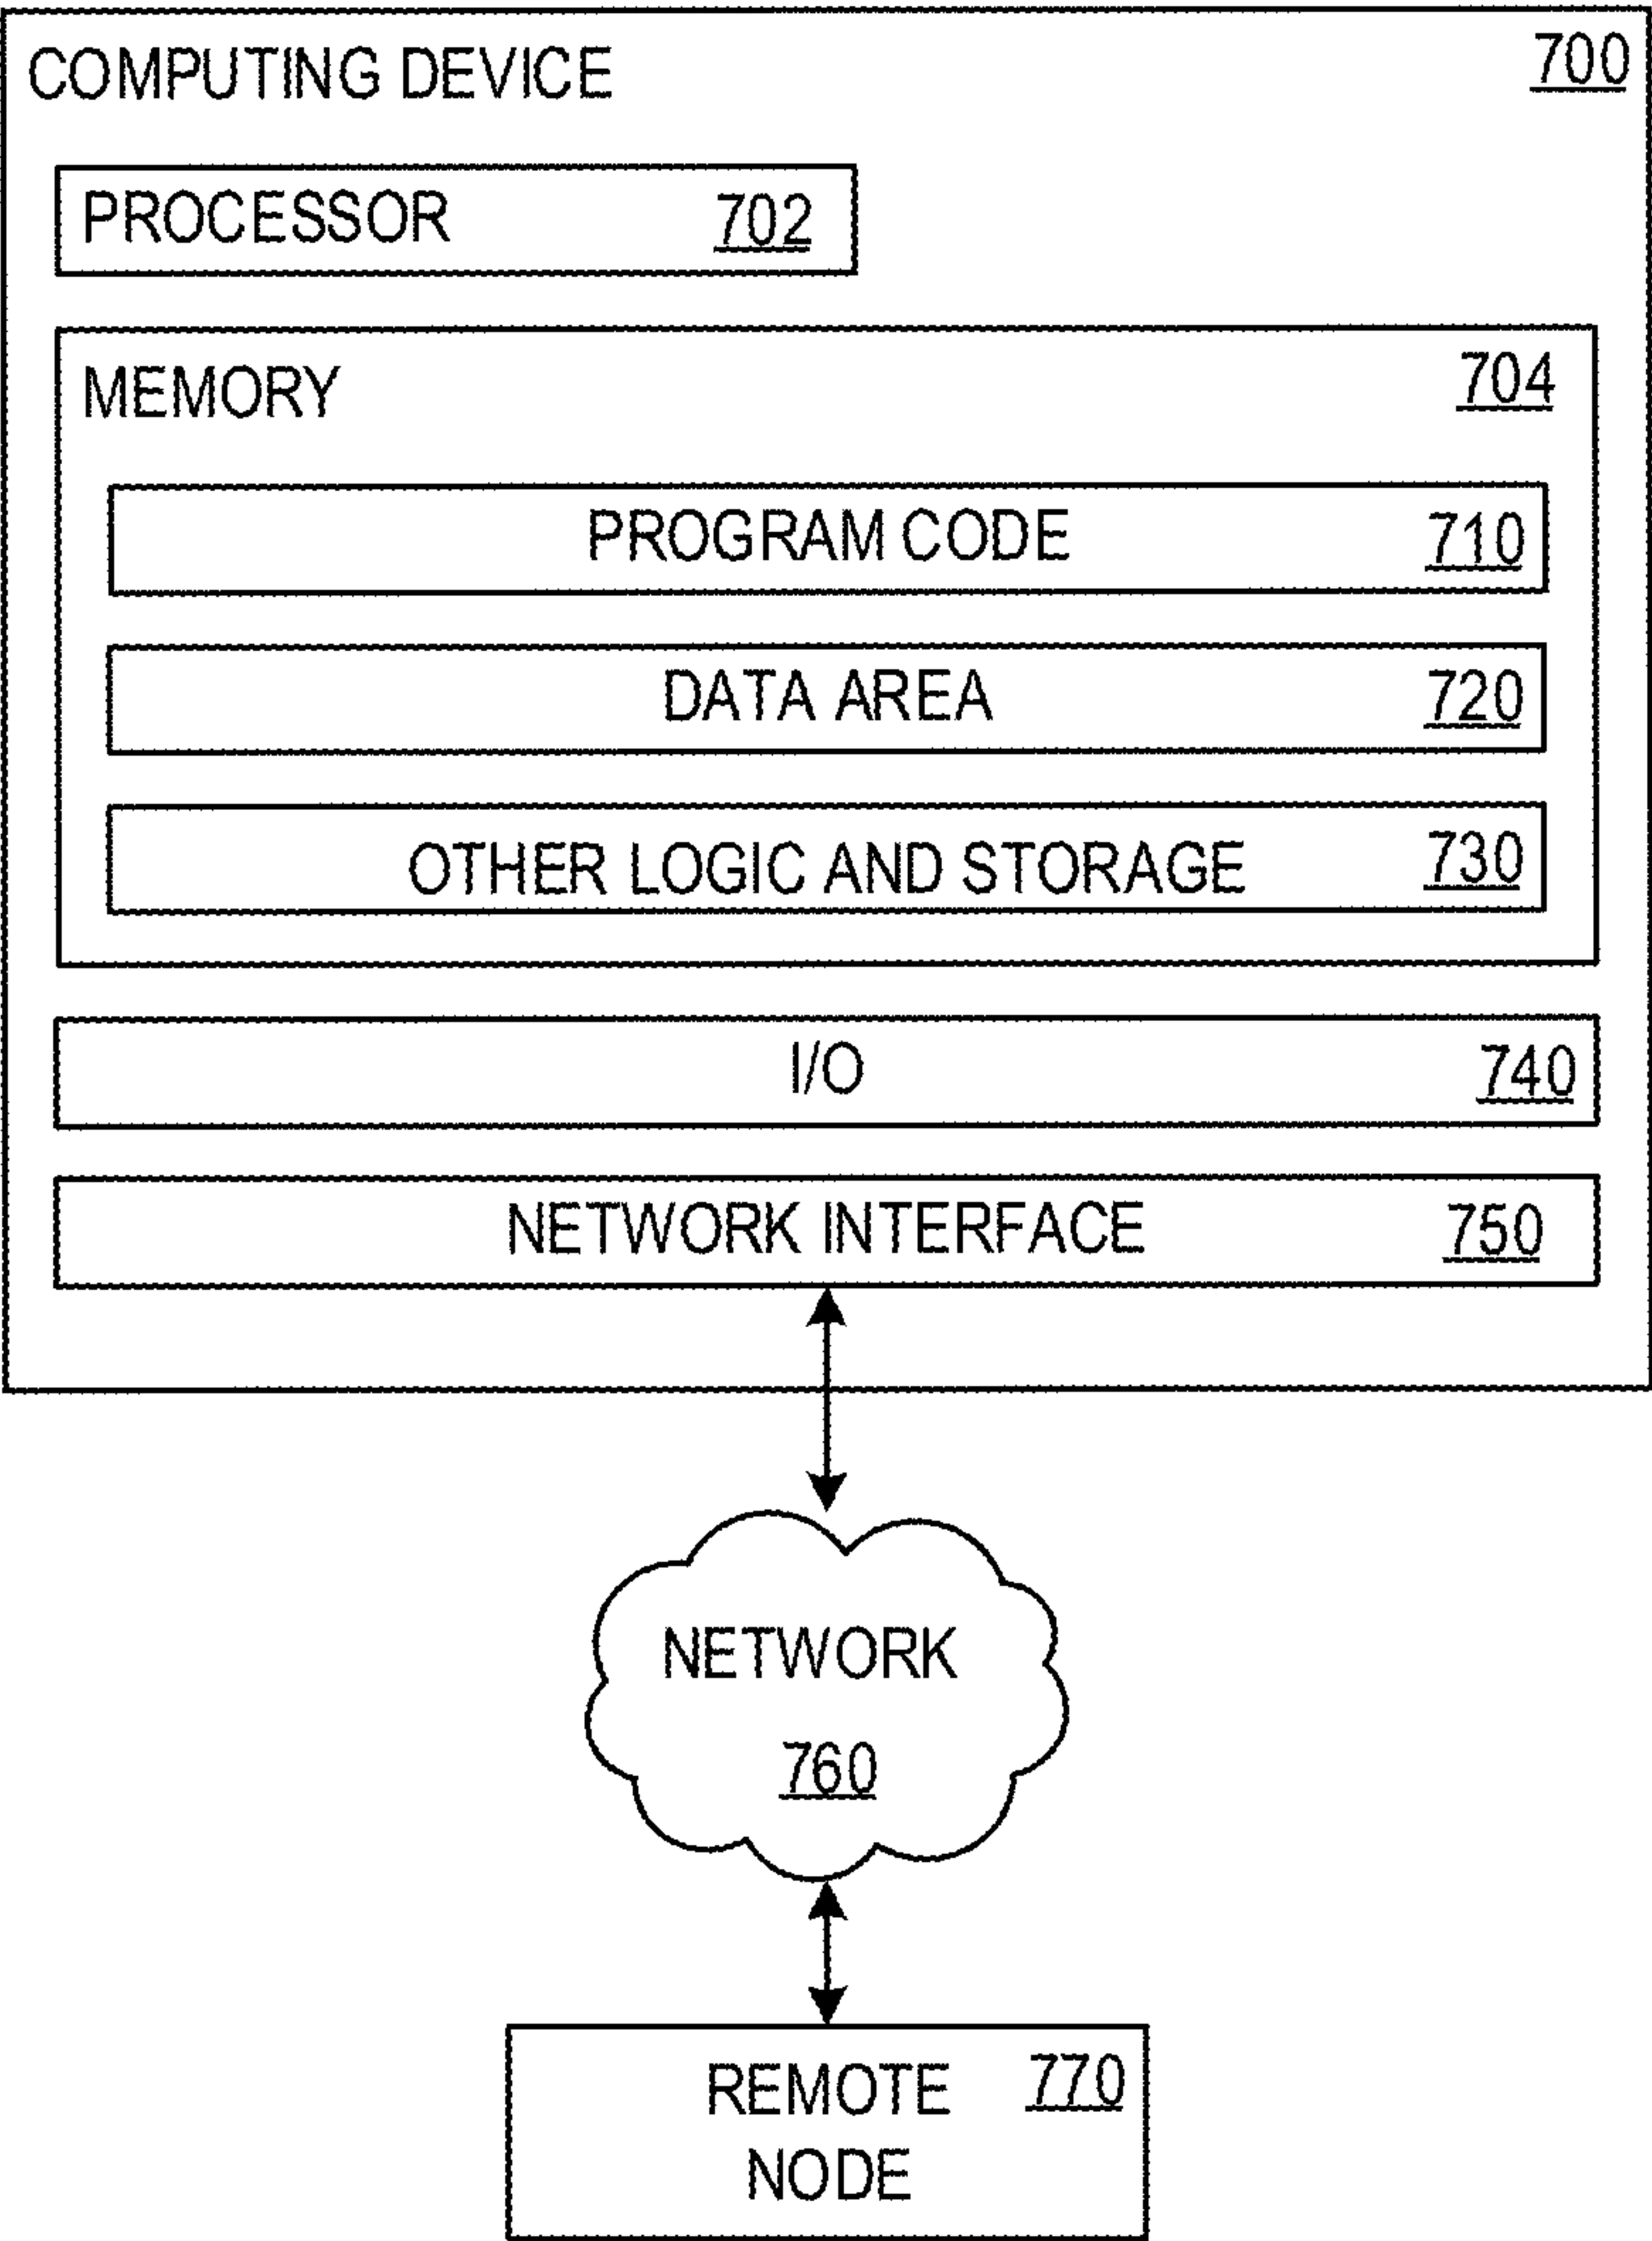 COMPUTING DEVICE 700
PROCESSOR 702
MEMORY 704
PROGRAM CODE 710
DATA AREA 720
OTHER LOGIC AND STORAGE 730
I/O 740
NETWORK INTERFACE 750
NETWORK
760
REMOTE 770
NODE